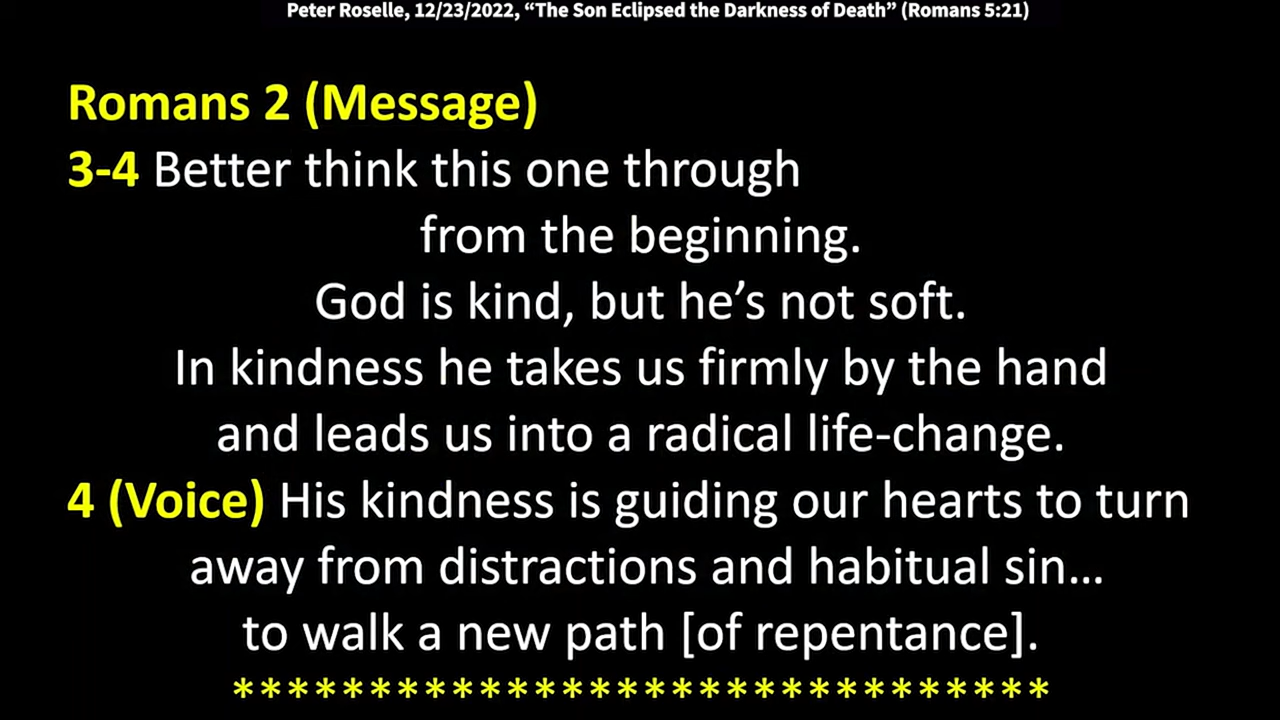 Peter Roselle, 12/23/2022, “The Son Eclipsed the Darkness of Death” (Romans 5:21)
Romans 2 (Message)
3-4 Better think this one through
from the beginning.
God is kind, but he’s not soft.
In kindness he takes us firmly by the hand
and leads us into a radical life-change.
4 (Voice) His kindness is guiding our hearts to turn
away from distractions and habitual sin…
to walk a new path [of repentance].
******************************